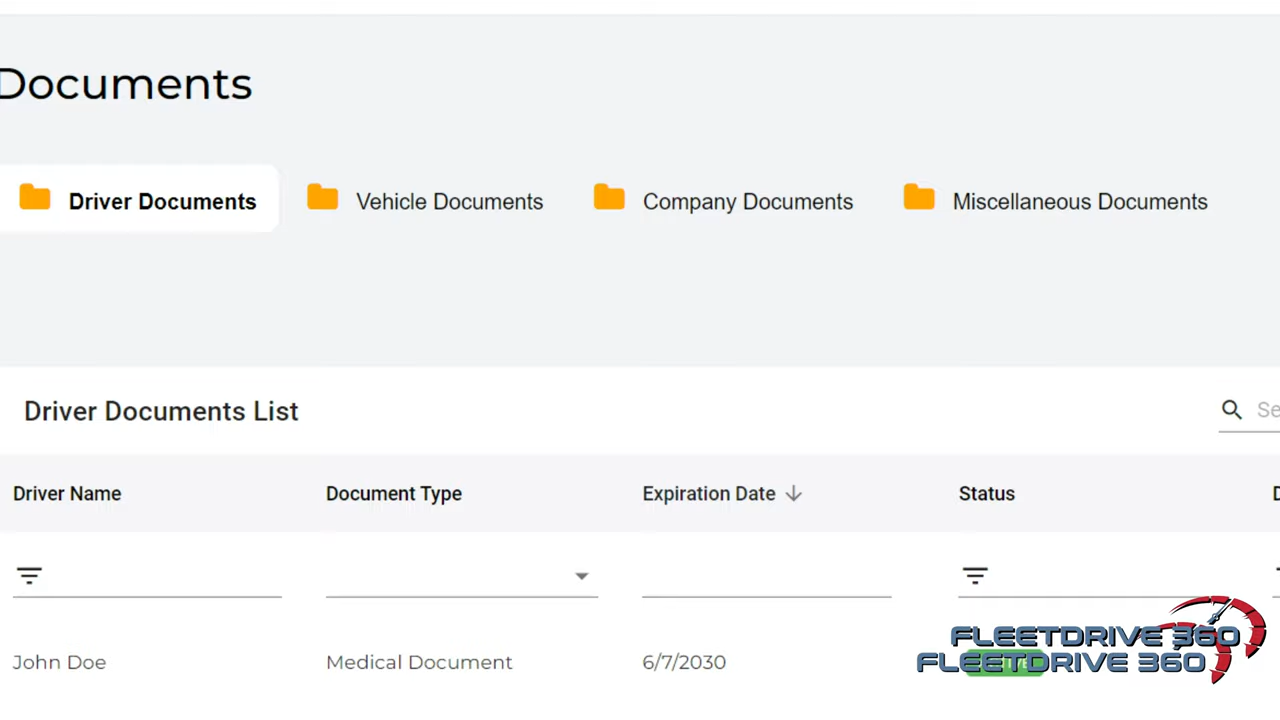 Documents
Driver Documents Vehicle Documents Company Documents Miscellaneous Documents
Driver Documents List
Driver Name Document Type Expiration Date Status
John Doe Medical Document 6/7/2030
FLEETDRIVE 360
FLEETDRIVE 360